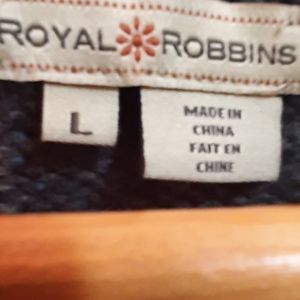 ROYAL ROBBINS
L
MADE IN
CHINA
FAIT EN
CHINE